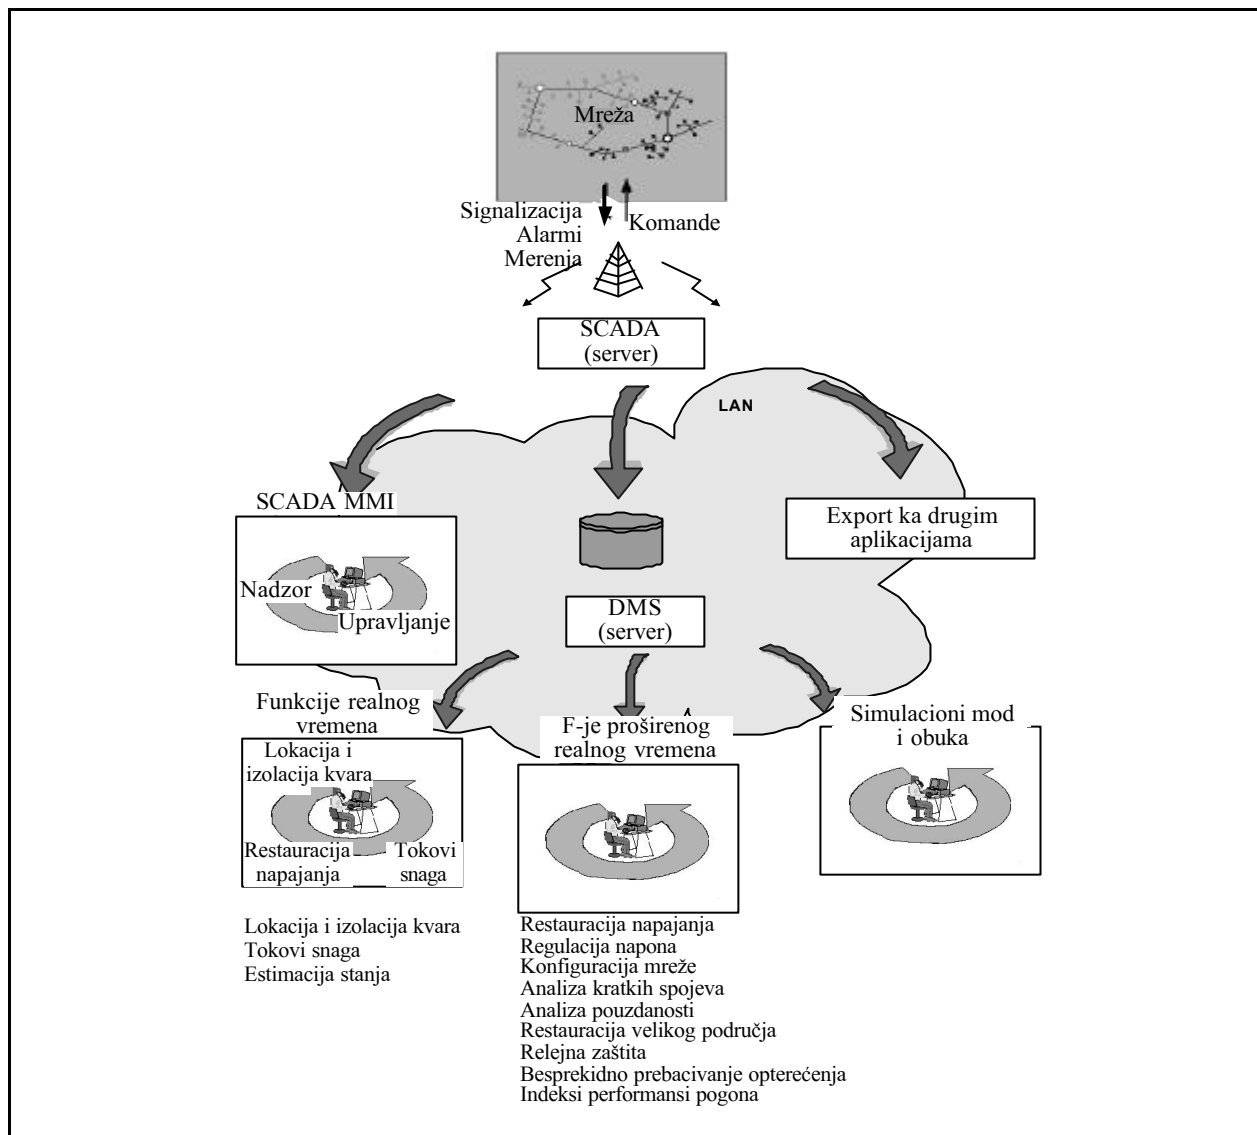 Mreža
Signalizacija
Alarmi
Merenja
Komande
SCADA
(server)
LAN
SCADA MMI
Nadzor
Upravljanje
Export ka drugim
aplikacijama
DMS
(server)
Funkcije realnog
vremena
Lokacija i
izolacija kvara
Restauracija
napajanja
Tokovi
snaga
F-je proširenog
realnog vremena
Simulacioni mod
i obuka
Lokacija i izolacija kvara
Tokovi snaga
Estimacija stanja
Restauracija napajanja
Regulacija napona
Konfiguracija mreže
Analiza kratkih spojeva
Analiza pouzdanosti
Restauracija velikog područja
Relejna zaštita
Besprekidno prebacivanje opterećenja
Indeksi performansi pogona